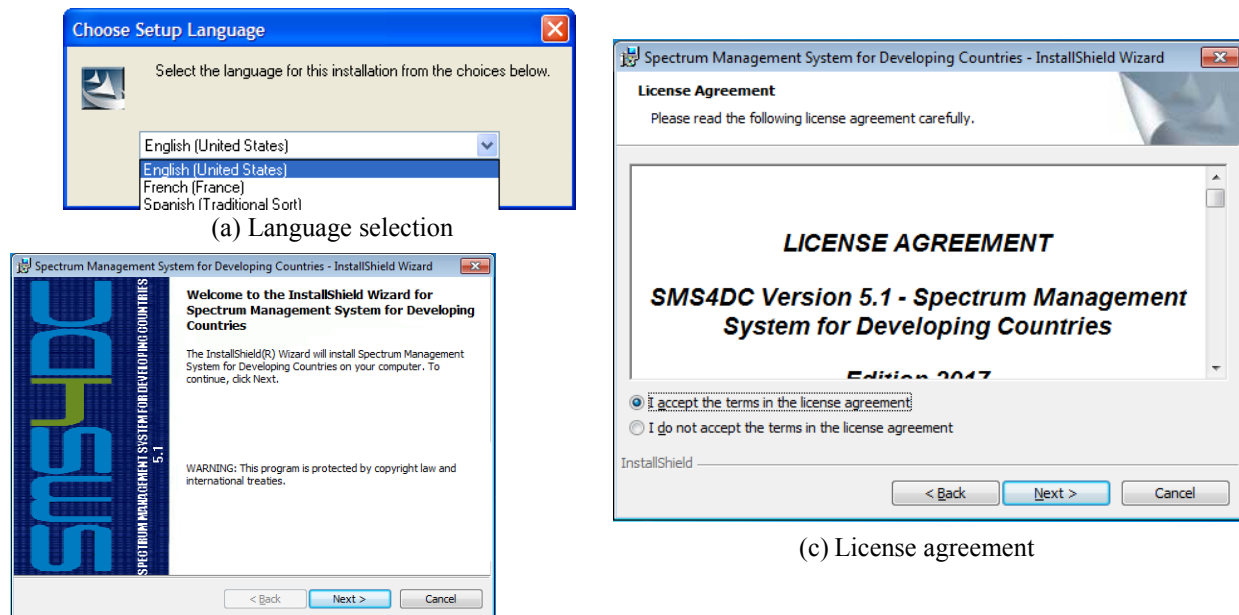 Choose Setup Language
Select the language for this installation from the choices below.
English (United States)
English (United States)
French (France)
Spanish (Traditional Sort)
(a) Language selection
Spectrum Management System for Developing Countries - InstallShield Wizard
SMS4DC
SPECTRUM MANAGEMENT SYSTEM FOR DEVELOPING COUNTRIES
5.1
Welcome to the InstallShield Wizard for
Spectrum Management System for Developing
Countries
The InstallShield(R) Wizard will install Spectrum Management
System for Developing Countries on your computer. To
continue, click Next.
WARNING: This program is protected by copyright law and
international treaties.
< Back
Next >
Cancel
Spectrum Management System for Developing Countries - InstallShield Wizard
License Agreement
Please read the following license agreement carefully.
LICENSE AGREEMENT
SMS4DC Version 5.1 - Spectrum Management
System for Developing Countries
Edition 2017
I accept the terms in the license agreement
I do not accept the terms in the license agreement
InstallShield
< Back
Next >
Cancel
(c) License agreement